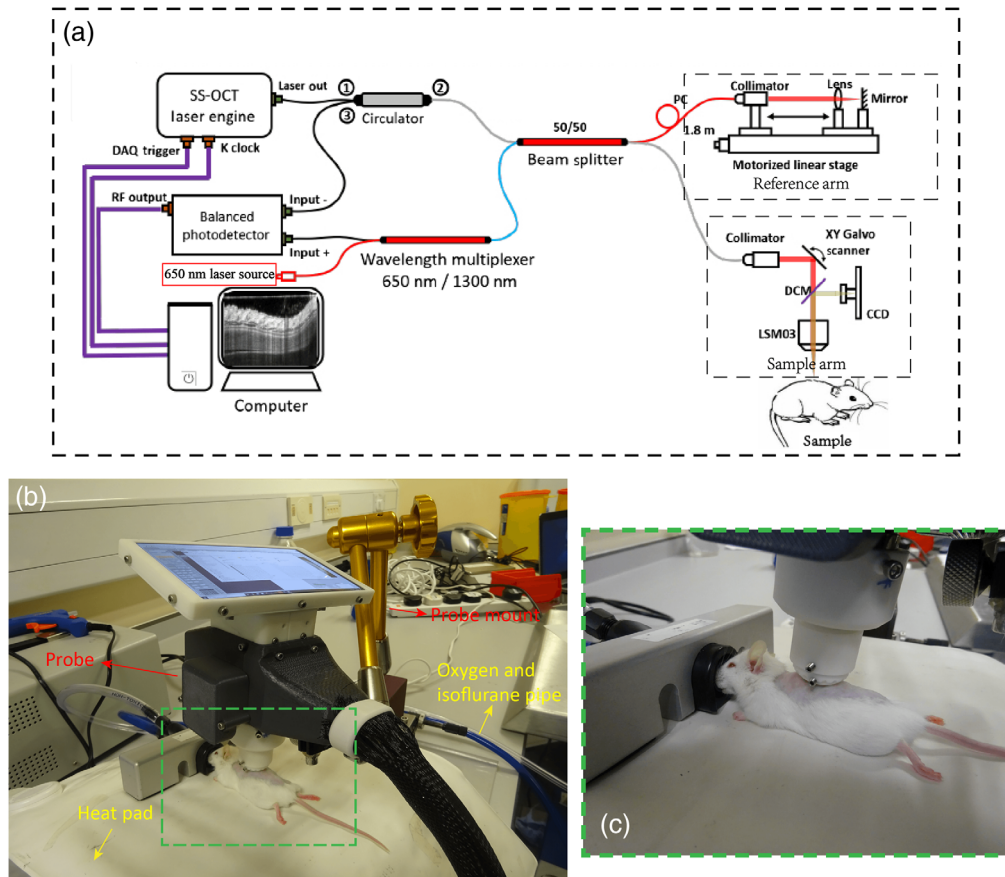 (a)
SS-OCT
laser engine
Laser out
①
②
③
Circulator
DAQ trigger
K clock
RF output
Input -
Balanced
photodetector
Input +
650 nm laser source
Wavelength multiplexer
650 nm / 1300 nm
Computer
50/50
Beam splitter
PC
Collimator
Lens
Mirror
1.8 m
Motorized linear stage
Reference arm
Collimator
XY Galvo
scanner
DCM
CCD
LSM03
Sample arm
Sample
(b)
Probe mount
Probe
Oxygen and
isoflurane pipe
Heat pad
(c)